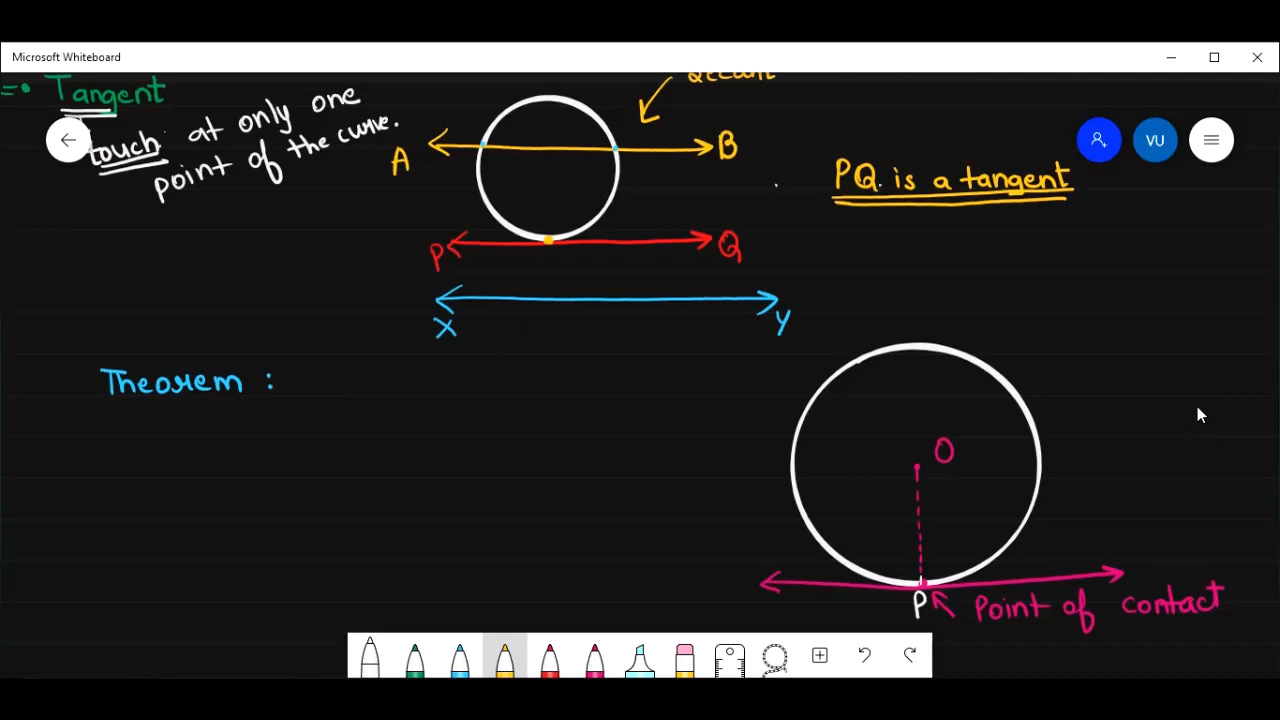 Microsoft Whiteboard
=• Tangent
touch: at only one
point of the curve.
A
B
PQ is a tangent
VU
P
Q
X
Y
Theorem :
O
P
Point of contact